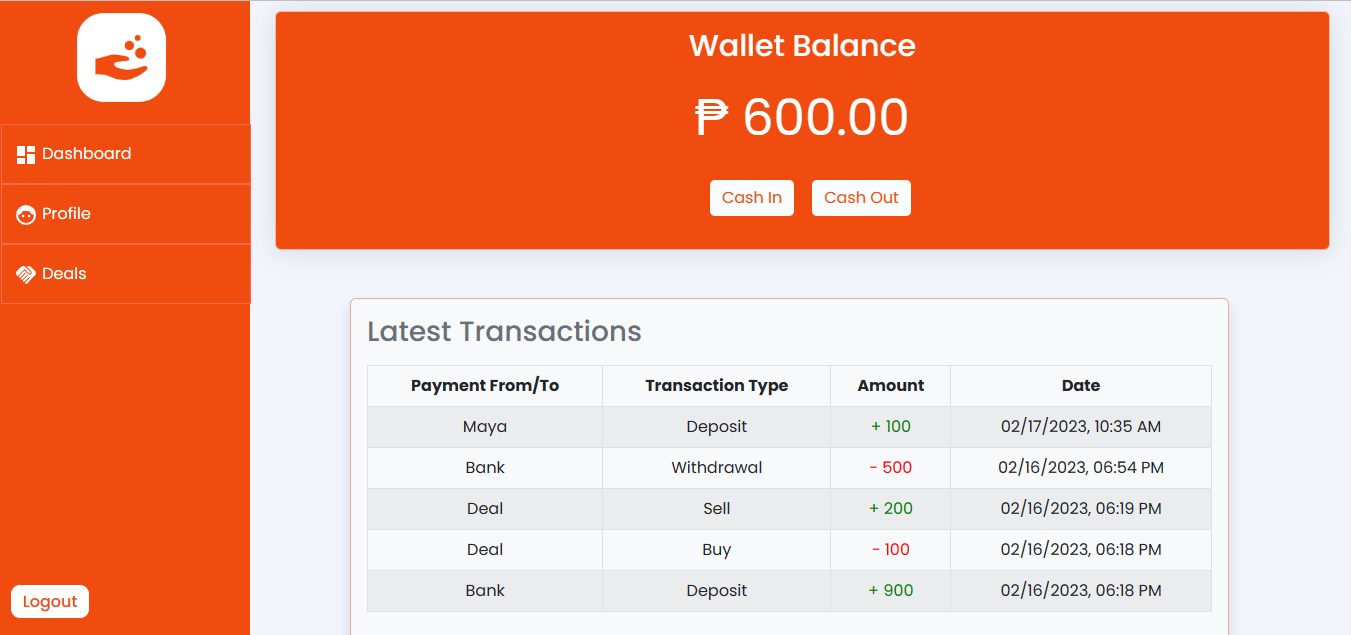 Dashboard
Profile
Deals
Logout
Wallet Balance
₱ 600.00
Cash In Cash Out
Latest Transactions
Payment From/To Transaction Type Amount Date
Maya Deposit + 100 02/17/2023, 10:35 AM
Bank Withdrawal - 500 02/16/2023, 06:54 PM
Deal Sell + 200 02/16/2023, 06:19 PM
Deal Buy - 100 02/16/2023, 06:18 PM
Bank Deposit + 900 02/16/2023, 06:18 PM